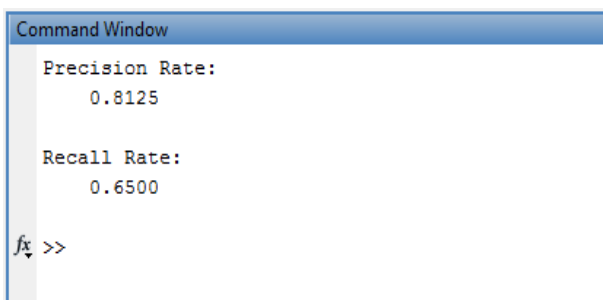 Command Window
Precision Rate:
0.8125
Recall Rate:
0.6500
fx >>